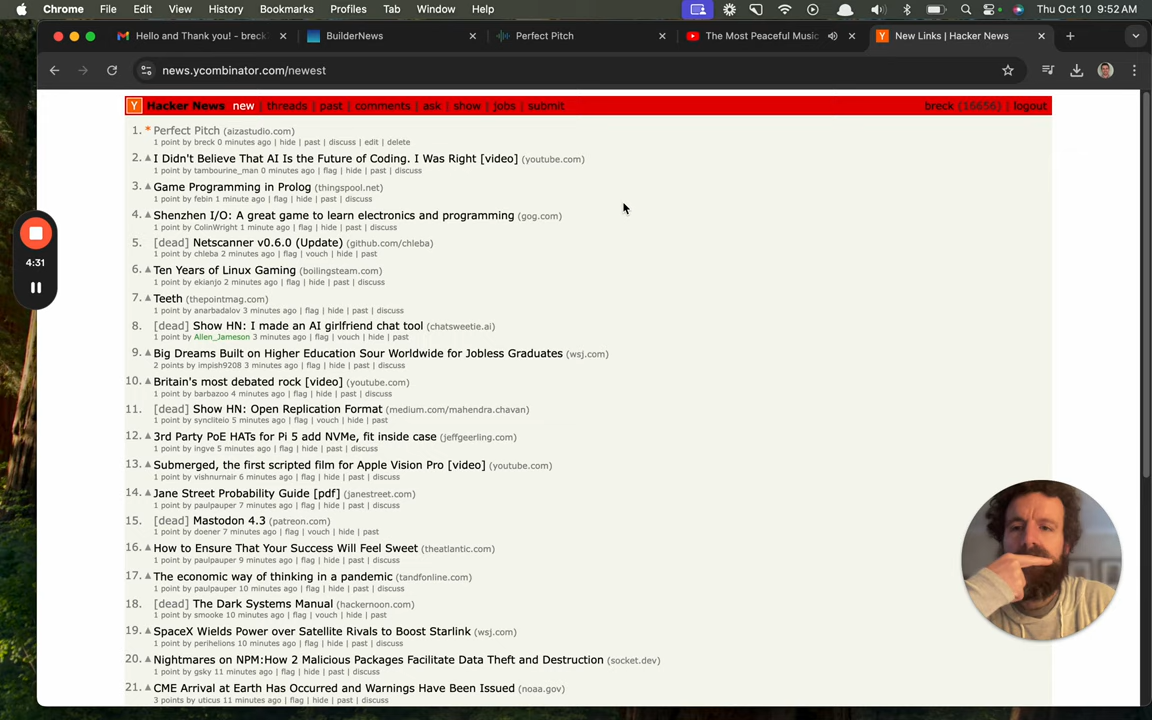 Chrome File Edit View History Bookmarks Profiles Tab Window Help Thu Oct 10 9:52 AM
Hello and Thank you! - breck BuilderNews Perfect Pitch The Most Peaceful Music New Links | Hacker News
news.ycombinator.com/newest
Y Hacker News new | threads | past | comments | ask | show | jobs | submit breck (16656) | logout
1. * Perfect Pitch (aizastudio.com)
1 point by breck 0 minutes ago | hide | past | discuss | edit | delete
2. I Didn't Believe That AI Is the Future of Coding. I Was Right [video] (youtube.com)
1 point by tambourine_man 0 minutes ago | flag | hide | past | discuss
3. Game Programming in Prolog (thingspool.net)
1 point by febin 1 minute ago | flag | hide | past | discuss
4. Shenzhen I/O: A great game to learn electronics and programming (gog.com)
1 point by ColinWright 1 minute ago | flag | hide | past | discuss
5. [dead] Netscanner v0.6.0 (Update) (github.com/chleba)
1 point by chleba 2 minutes ago | flag | vouch | hide | past
6. Ten Years of Linux Gaming (boilingsteam.com)
1 point by ekianjo 2 minutes ago | flag | hide | past | discuss
7. Teeth (thepointmag.com)
1 point by anarbadalov 3 minutes ago | flag | hide | past | discuss
8. [dead] Show HN: I made an AI girlfriend chat tool (chatsweetie.ai)
1 point by Allen_Jameson 3 minutes ago | flag | vouch | hide | past
9. Big Dreams Built on Higher Education Sour Worldwide for Jobless Graduates (wsj.com)
2 points by impish9208 3 minutes ago | flag | hide | past | discuss
10. Britain's most debated rock [video] (youtube.com)
1 point by barbazoo 4 minutes ago | flag | hide | past | discuss
11. [dead] Show HN: Open Replication Format (medium.com/mahendra.chavan)
1 point by syncliteio 5 minutes ago | flag | vouch | hide | past
12. 3rd Party PoE HATs for Pi 5 add NVMe, fit inside case (jeffgeerling.com)
1 point by ingve 5 minutes ago | flag | hide | past | discuss
13. Submerged, the first scripted film for Apple Vision Pro [video] (youtube.com)
1 point by vishnurnair 6 minutes ago | flag | hide | past | discuss
14. Jane Street Probability Guide [pdf] (janestreet.com)
1 point by paulpauper 7 minutes ago | flag | hide | past | discuss
15. [dead] Mastodon 4.3 (patreon.com)
1 point by doener 7 minutes ago | flag | vouch | hide | past
16. How to Ensure That Your Success Will Feel Sweet (theatlantic.com)
1 point by paulpauper 9 minutes ago | flag | hide | past | discuss
17. The economic way of thinking in a pandemic (tandfonline.com)
1 point by paulpauper 10 minutes ago | flag | hide | past | discuss
18. [dead] The Dark Systems Manual (hackernoon.com)
1 point by smooke 10 minutes ago | flag | vouch | hide | past
19. SpaceX Wields Power over Satellite Rivals to Boost Starlink (wsj.com)
1 point by perihelions 10 minutes ago | flag | hide | past | discuss
20. Nightmares on NPM:How 2 Malicious Packages Facilitate Data Theft and Destruction (socket.dev)
1 point by gsky 11 minutes ago | flag | hide | past | discuss
21. CME Arrival at Earth Has Occurred and Warnings Have Been Issued (noaa.gov)
3 points by uticus 11 minutes ago | flag | hide | past | discuss
4:31